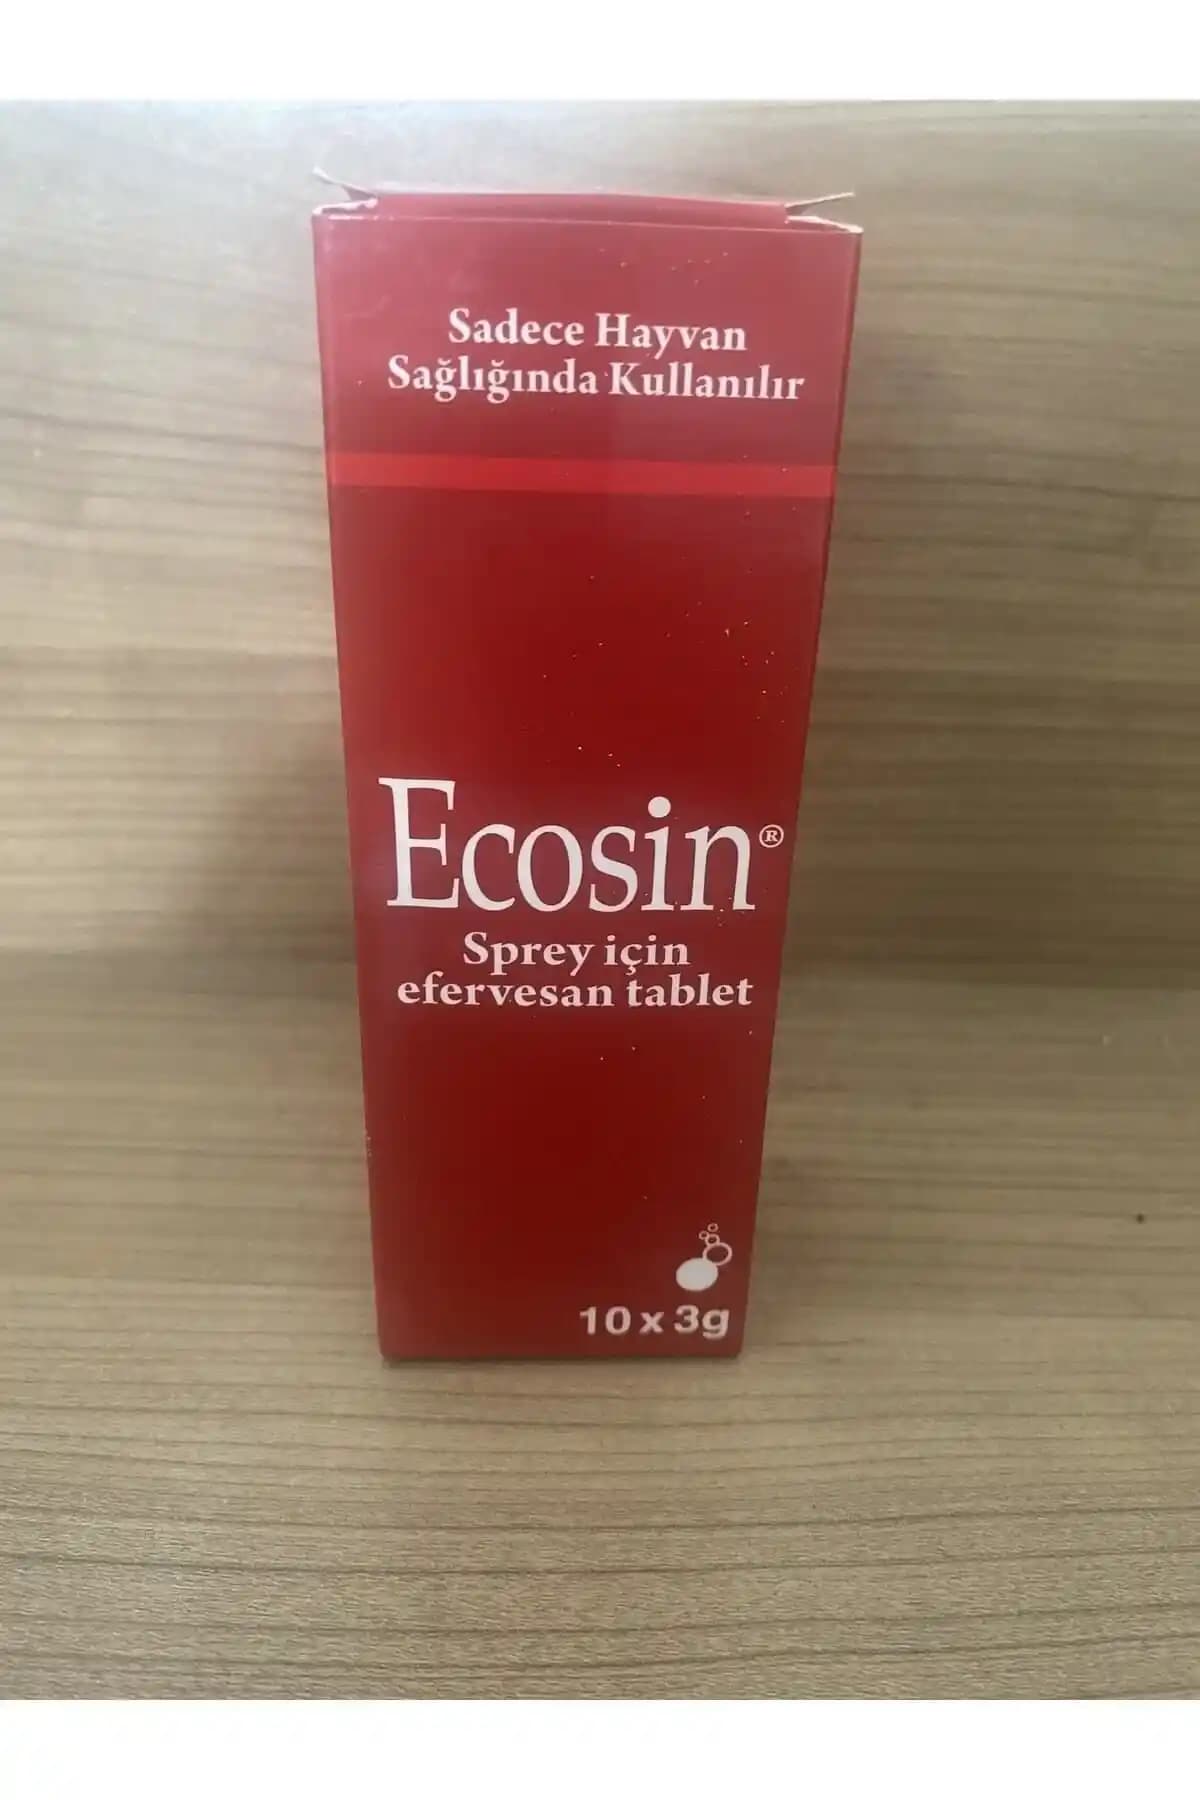 Sadece Hayvan
Sağlığında Kullanılır
Ecosin®
Sprey için
efervesan tablet
10 x 3g